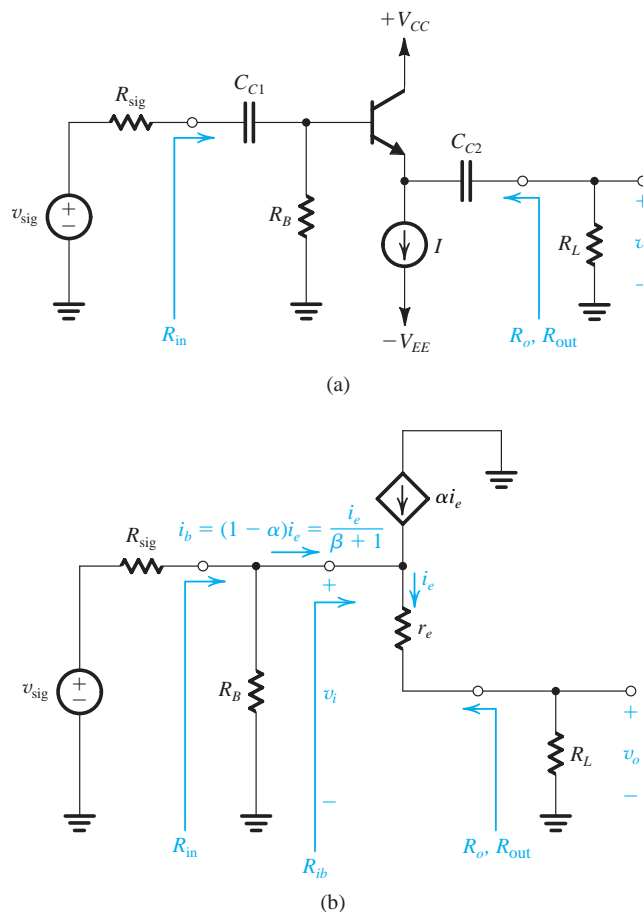 +V_CC
C_C1
R_sig
C_C2
v_sig
+
−
R_B
I
R_L
+
v
−
R_in
−V_EE
R_o, R_out
(a)
αi_e
i_b = (1 − α)i_e = i_e / (β + 1)
R_sig
+
i_e
r_e
v_sig
+
−
R_B
v_i
R_L
+
v_o
−
−
R_in
R_ib
R_o, R_out
(b)